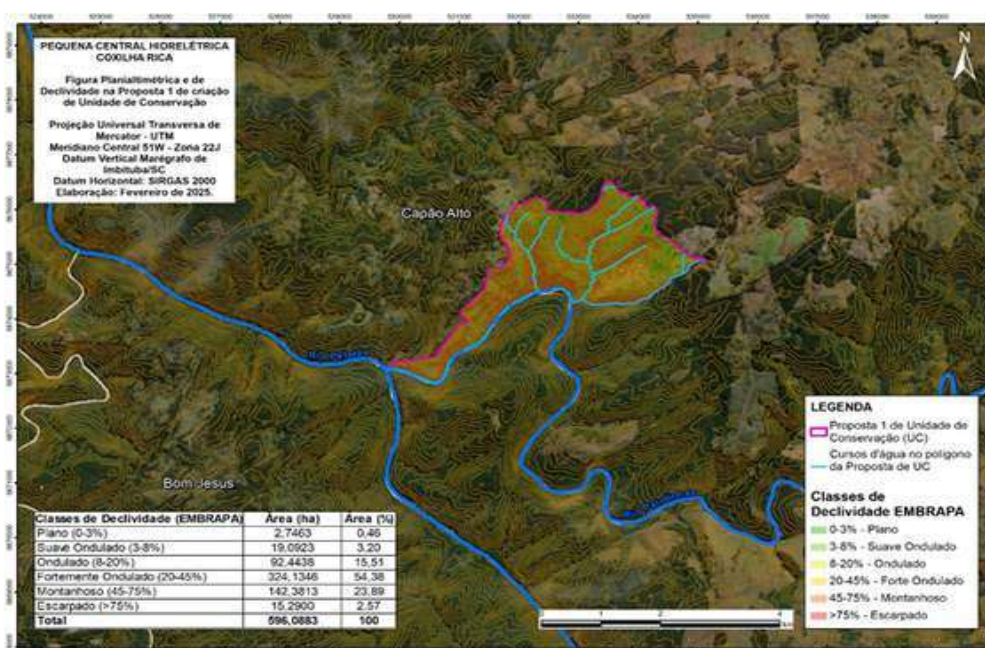 PEQUENA CENTRAL HIDRELÉTRICA
COXILHA RICA
Figura Planialtimétrica e de
Declividade na Proposta 1 de criação
de Unidade de Conservação
Projeção Universal Transversa de
Mercator - UTM
Meridiano Central 51W - Zona 22J
Datum Vertical Marégrafo de
Imbituba/SC
Datum Horizontal: SIRGAS 2000
Elaboração: Fevereiro de 2025.
N
Capão Alto
Bom Jesus
LEGENDA
Proposta 1 de Unidade de
Conservação (UC)
Cursos d'água no polígono
da Proposta de UC
Classes de
Declividade EMBRAPA
0-3% - Plano
3-8% - Suave Ondulado
8-20% - Ondulado
20-45% - Forte Ondulado
45-75% - Montanhoso
>75% - Escarpado
Classes de Declividade (EMBRAPA) Área (ha) Área (%)
Plano (0-3%) 2,7463 0,46
Suave Ondulado (3-8%) 19,0923 3,20
Ondulado (8-20%) 92,4438 15,51
Fortemente Ondulado (20-45%) 324,1346 54,38
Montanhoso (45-75%) 142,3813 23,89
Escarpado (>75%) 15,2900 2,57
Total 596,0883 100
1 2 4